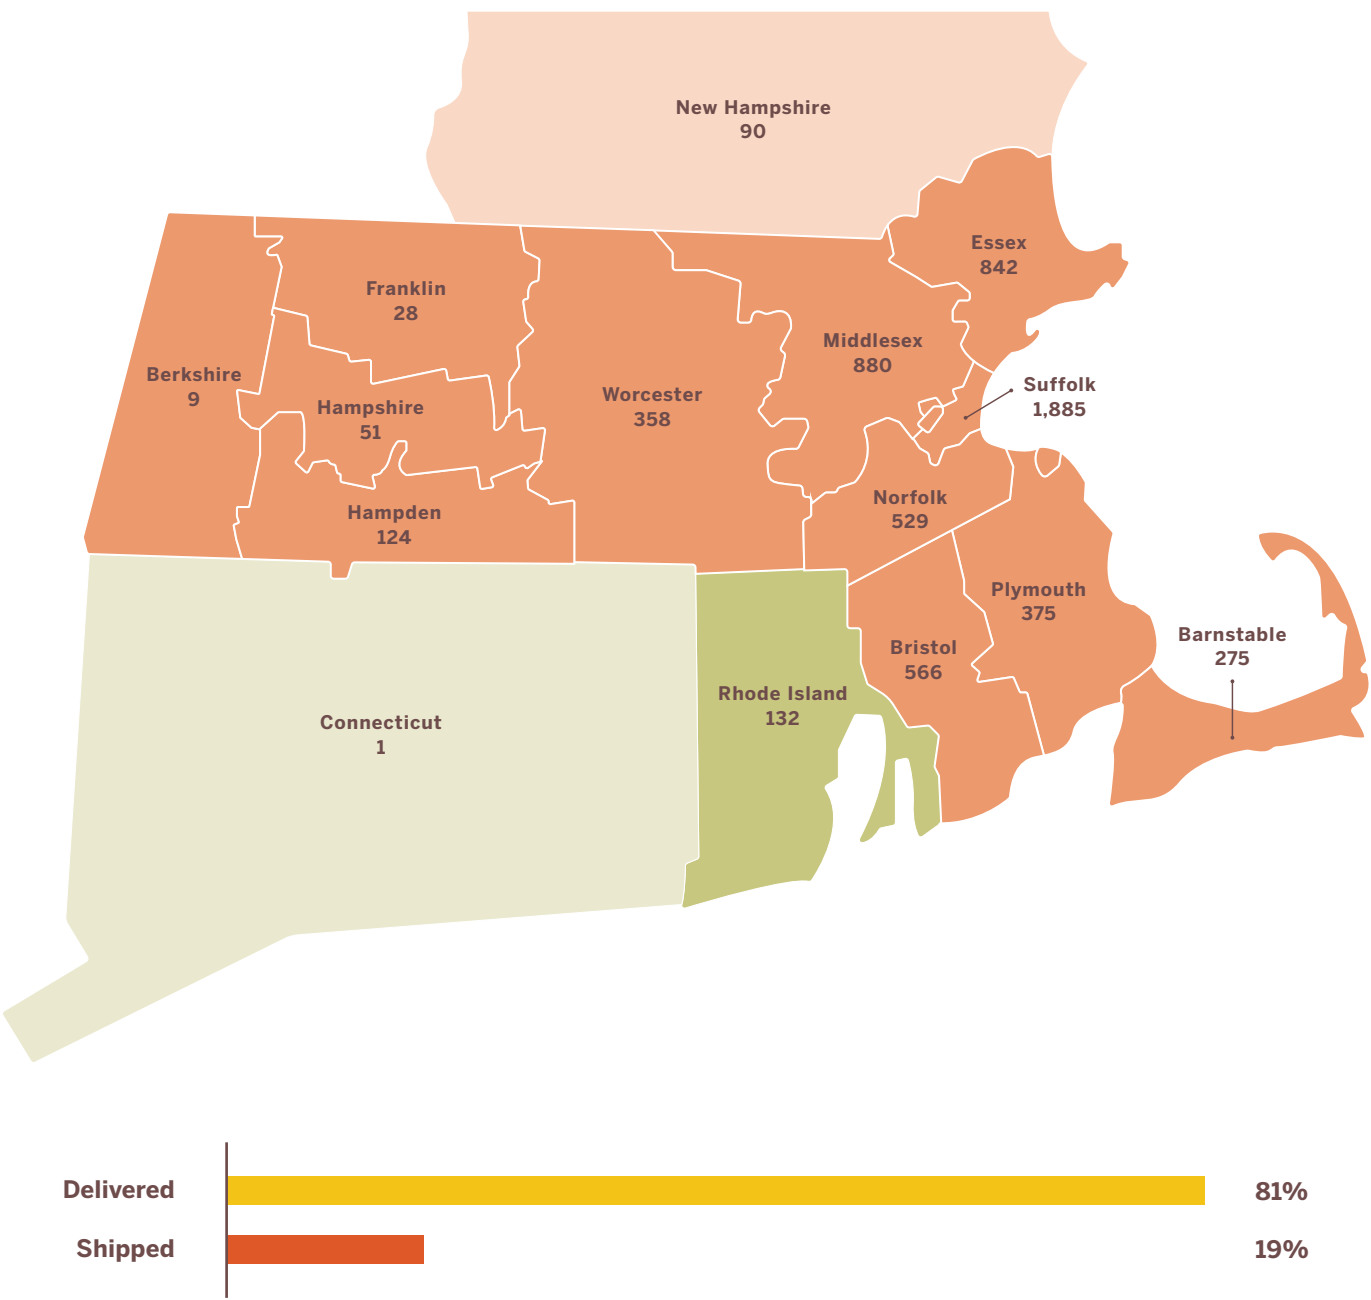 New Hampshire
90
Essex
842
Franklin
28
Middlesex
880
Berkshire
9
Suffolk
1,885
Worcester
358
Hampshire
51
Norfolk
529
Hampden
124
Plymouth
375
Barnstable
275
Bristol
566
Rhode Island
132
Connecticut
1
Delivered
81%
Shipped
19%